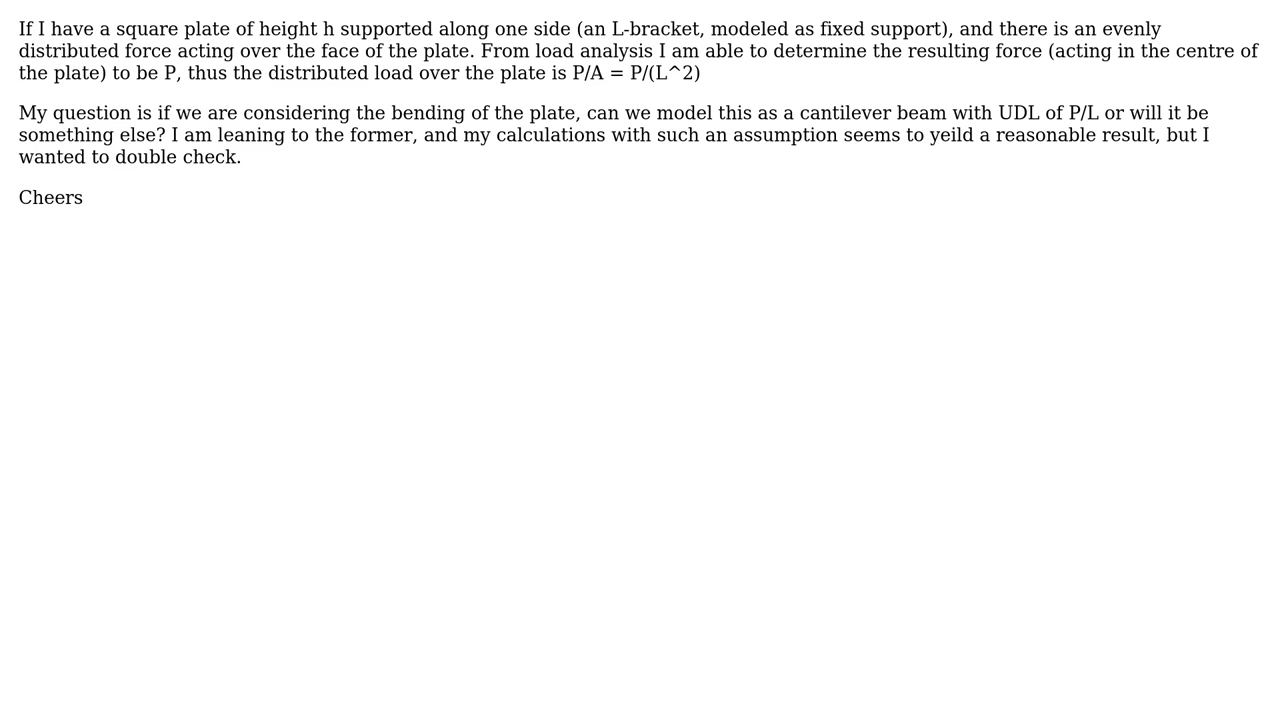 If I have a square plate of height h supported along one side (an L-bracket, modeled as fixed support), and there is an evenly
distributed force acting over the face of the plate. From load analysis I am able to determine the resulting force (acting in the centre of
the plate) to be P, thus the distributed load over the plate is P/A = P/(L^2)
My question is if we are considering the bending of the plate, can we model this as a cantilever beam with UDL of P/L or will it be
something else? I am leaning to the former, and my calculations with such an assumption seems to yeild a reasonable result, but I
wanted to double check.
Cheers